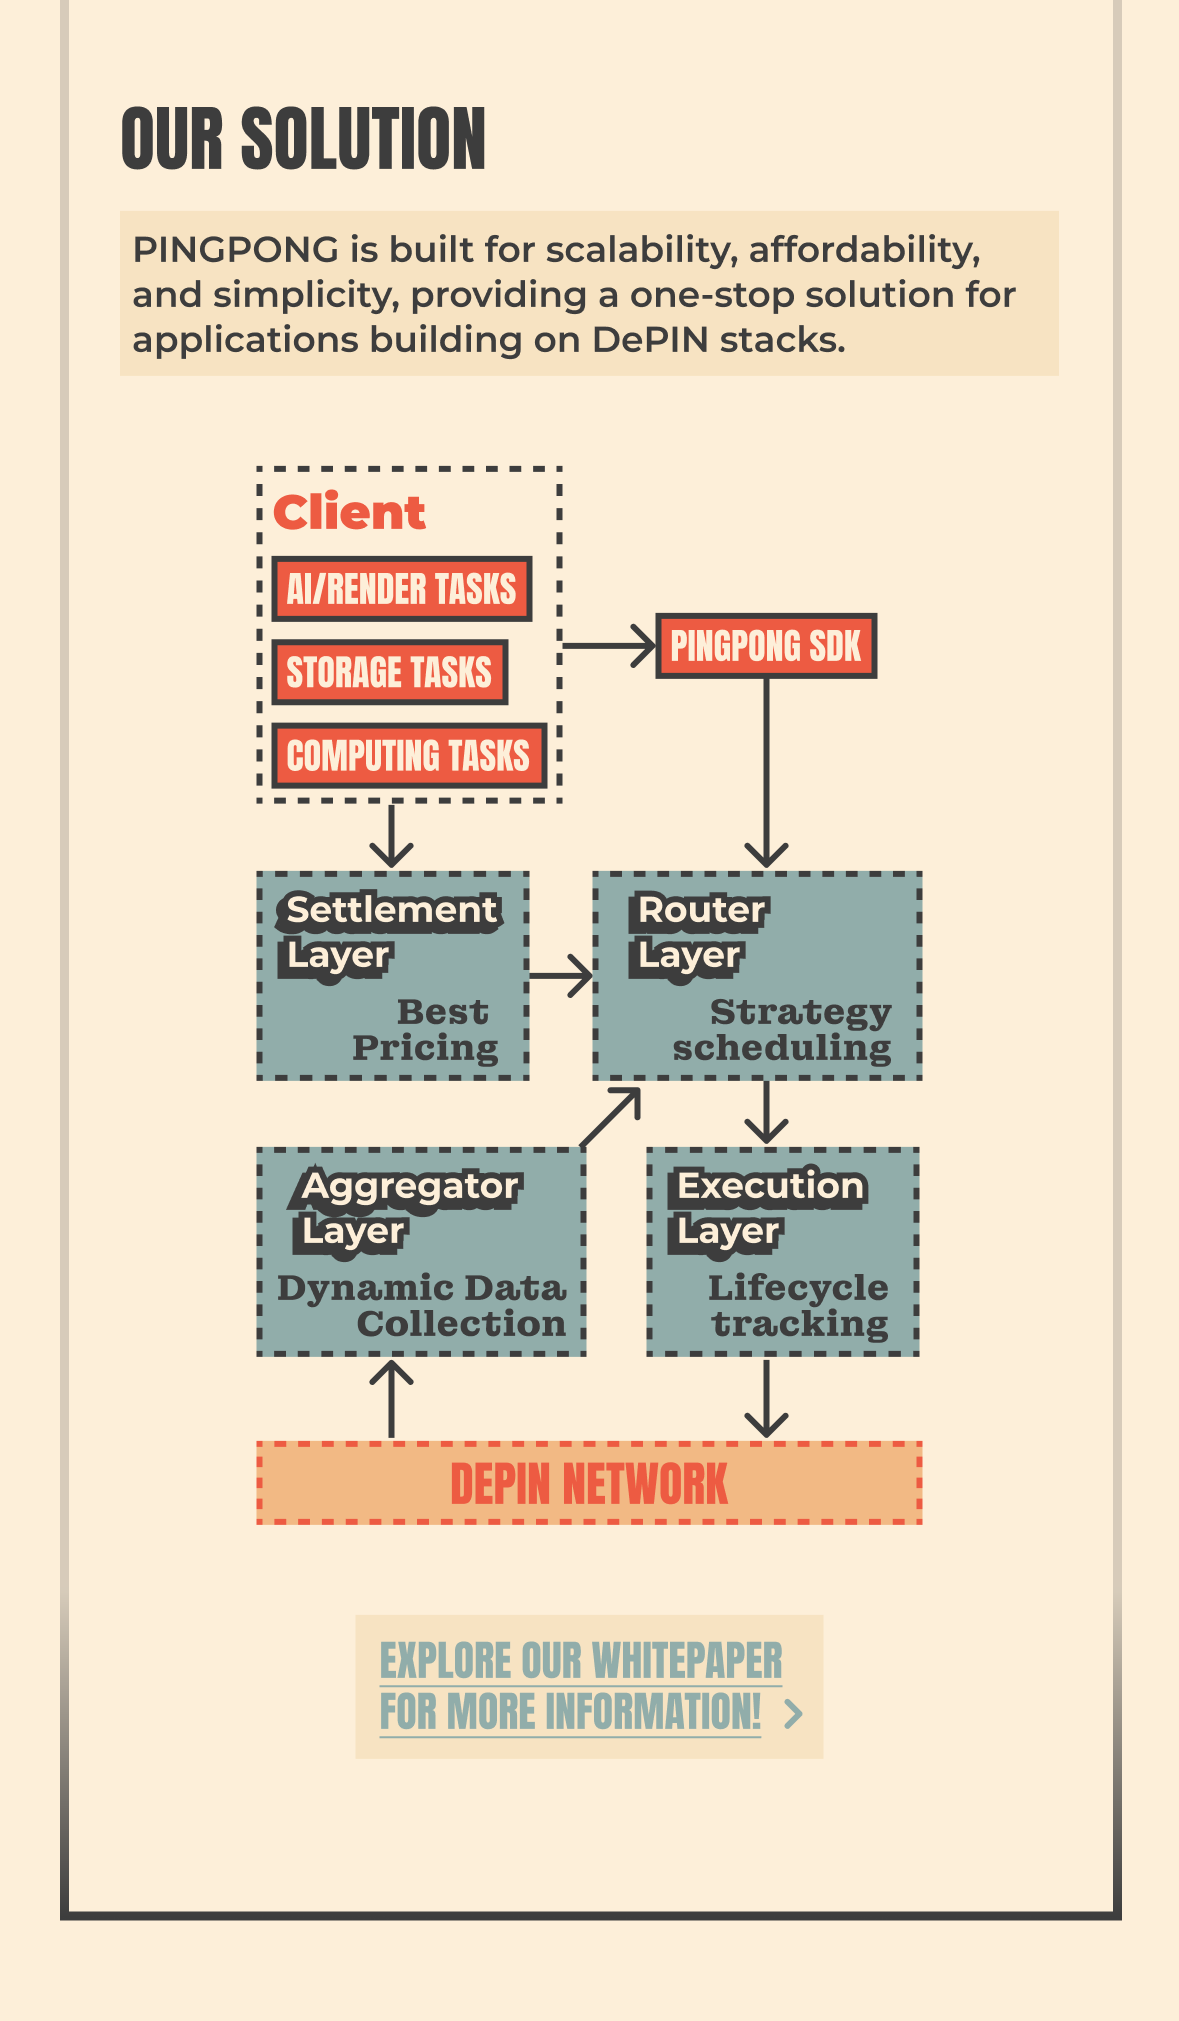 OUR SOLUTION
PINGPONG is built for scalability, affordability,
and simplicity, providing a one-stop solution for
applications building on DePIN stacks.
Client
AI/RENDER TASKS
STORAGE TASKS
COMPUTING TASKS
PINGPONG SDK
Settlement
Layer
Best
Pricing
Router
Layer
Strategy
scheduling
Aggregator
Layer
Dynamic Data
Collection
Execution
Layer
Lifecycle
tracking
DEPIN NETWORK
EXPLORE OUR WHITEPAPER
FOR MORE INFORMATION!